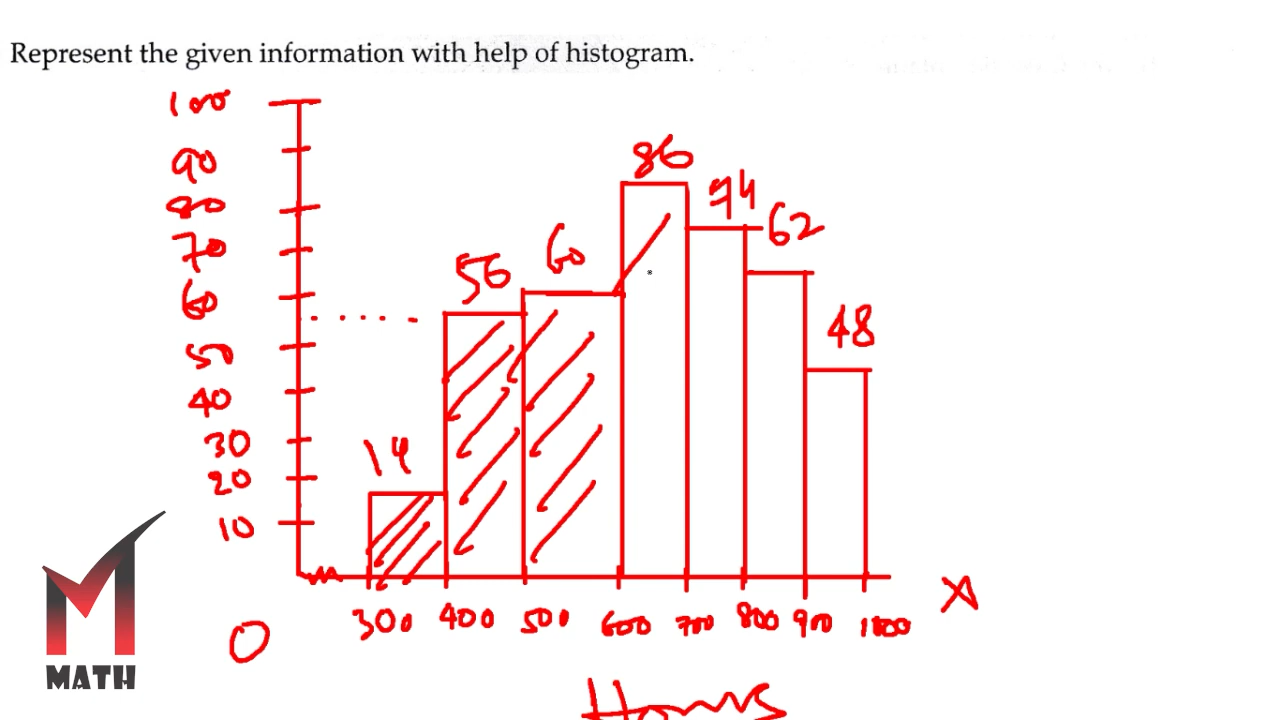 Represent the given information with help of histogram.
100
90
80
70
60
50
40
30
20
10
14
56
60
86
74
62
48
O
300 400 500 600 700 800 900 1000
X
Hours
MATH